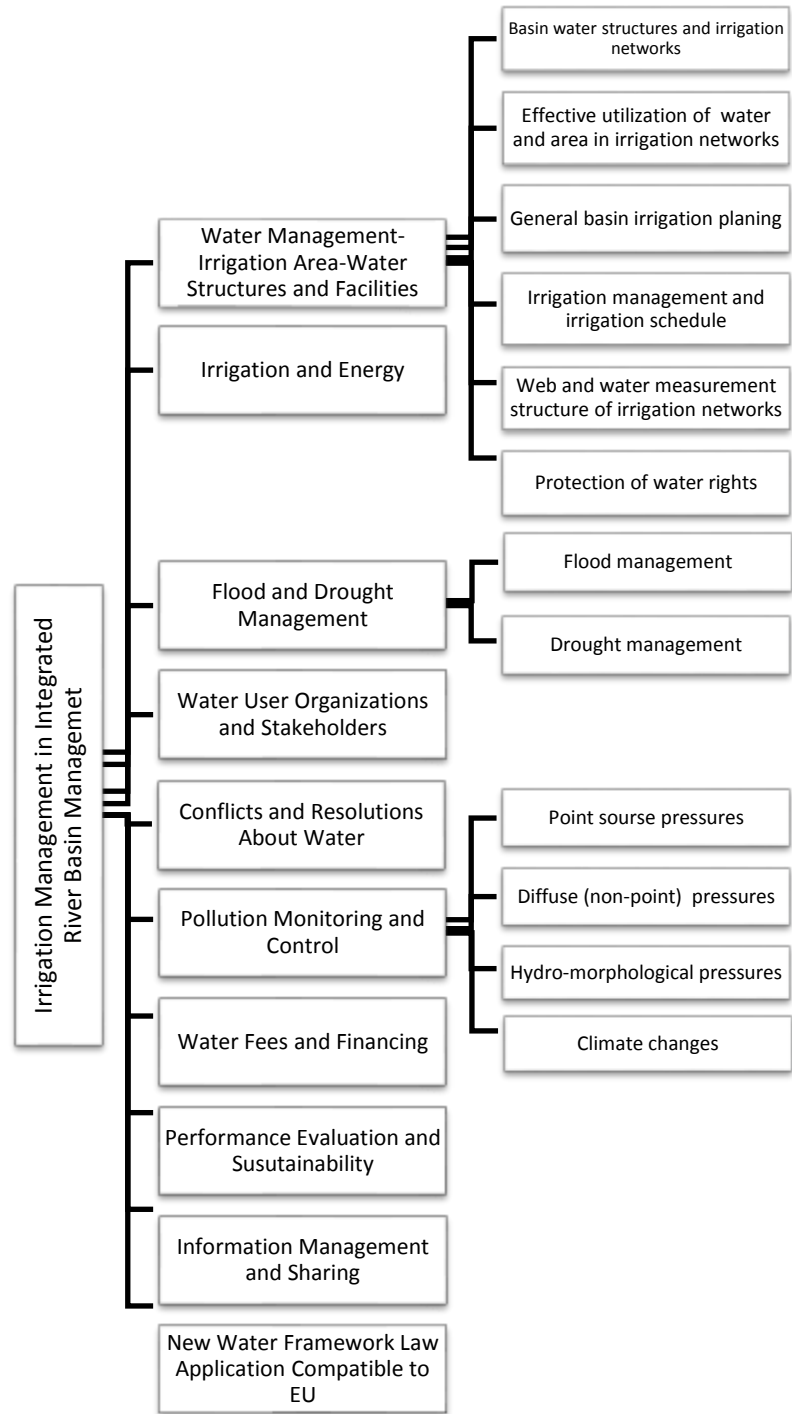 Irrigation Management in Integrated
River Basin Managemet
Water Management-
Irrigation Area-Water
Structures and Facilities
Basin water structures and irrigation
networks
Effective utilization of water
and area in irrigation networks
General basin irrigation planing
Irrigation management and
irrigation schedule
Web and water measurement
structure of irrigation networks
Protection of water rights
Irrigation and Energy
Flood and Drought
Management
Flood management
Drought management
Water User Organizations
and Stakeholders
Conflicts and Resolutions
About Water
Pollution Monitoring and
Control
Point sourse pressures
Diffuse (non-point) pressures
Hydro-morphological pressures
Climate changes
Water Fees and Financing
Performance Evaluation and
Susutainability
Information Management
and Sharing
New Water Framework Law
Application Compatible to
EU